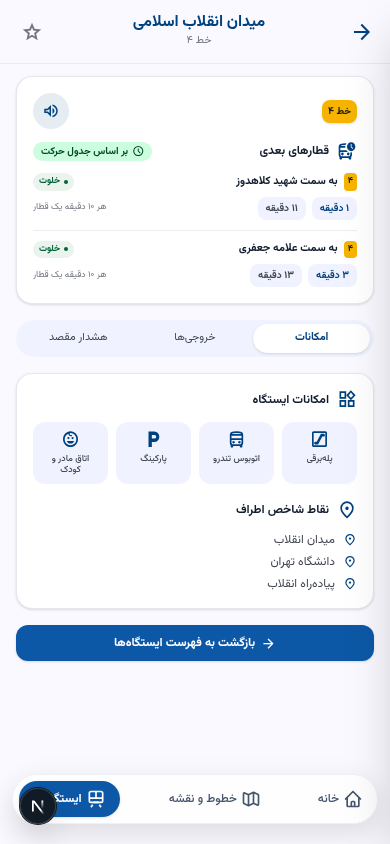 میدان انقلاب اسلامی
خط ۴
خط ۴
قطارهای بعدی
بر اساس جدول حرکت
۴ به سمت شهید کلاهدوز
خلوت
۱ دقیقه
۱۱ دقیقه
هر ۱۰ دقیقه یک قطار
۴ به سمت علامه جعفری
خلوت
۳ دقیقه
۱۳ دقیقه
هر ۱۰ دقیقه یک قطار
امکانات
خروجی‌ها
هشدار مقصد
امکانات ایستگاه
پله‌برقی
اتوبوس تندرو
پارکینگ
اتاق مادر و
کودک
نقاط شاخص اطراف
میدان انقلاب
دانشگاه تهران
پیاده‌راه انقلاب
بازگشت به فهرست ایستگاه‌ها
خانه
خطوط و نقشه